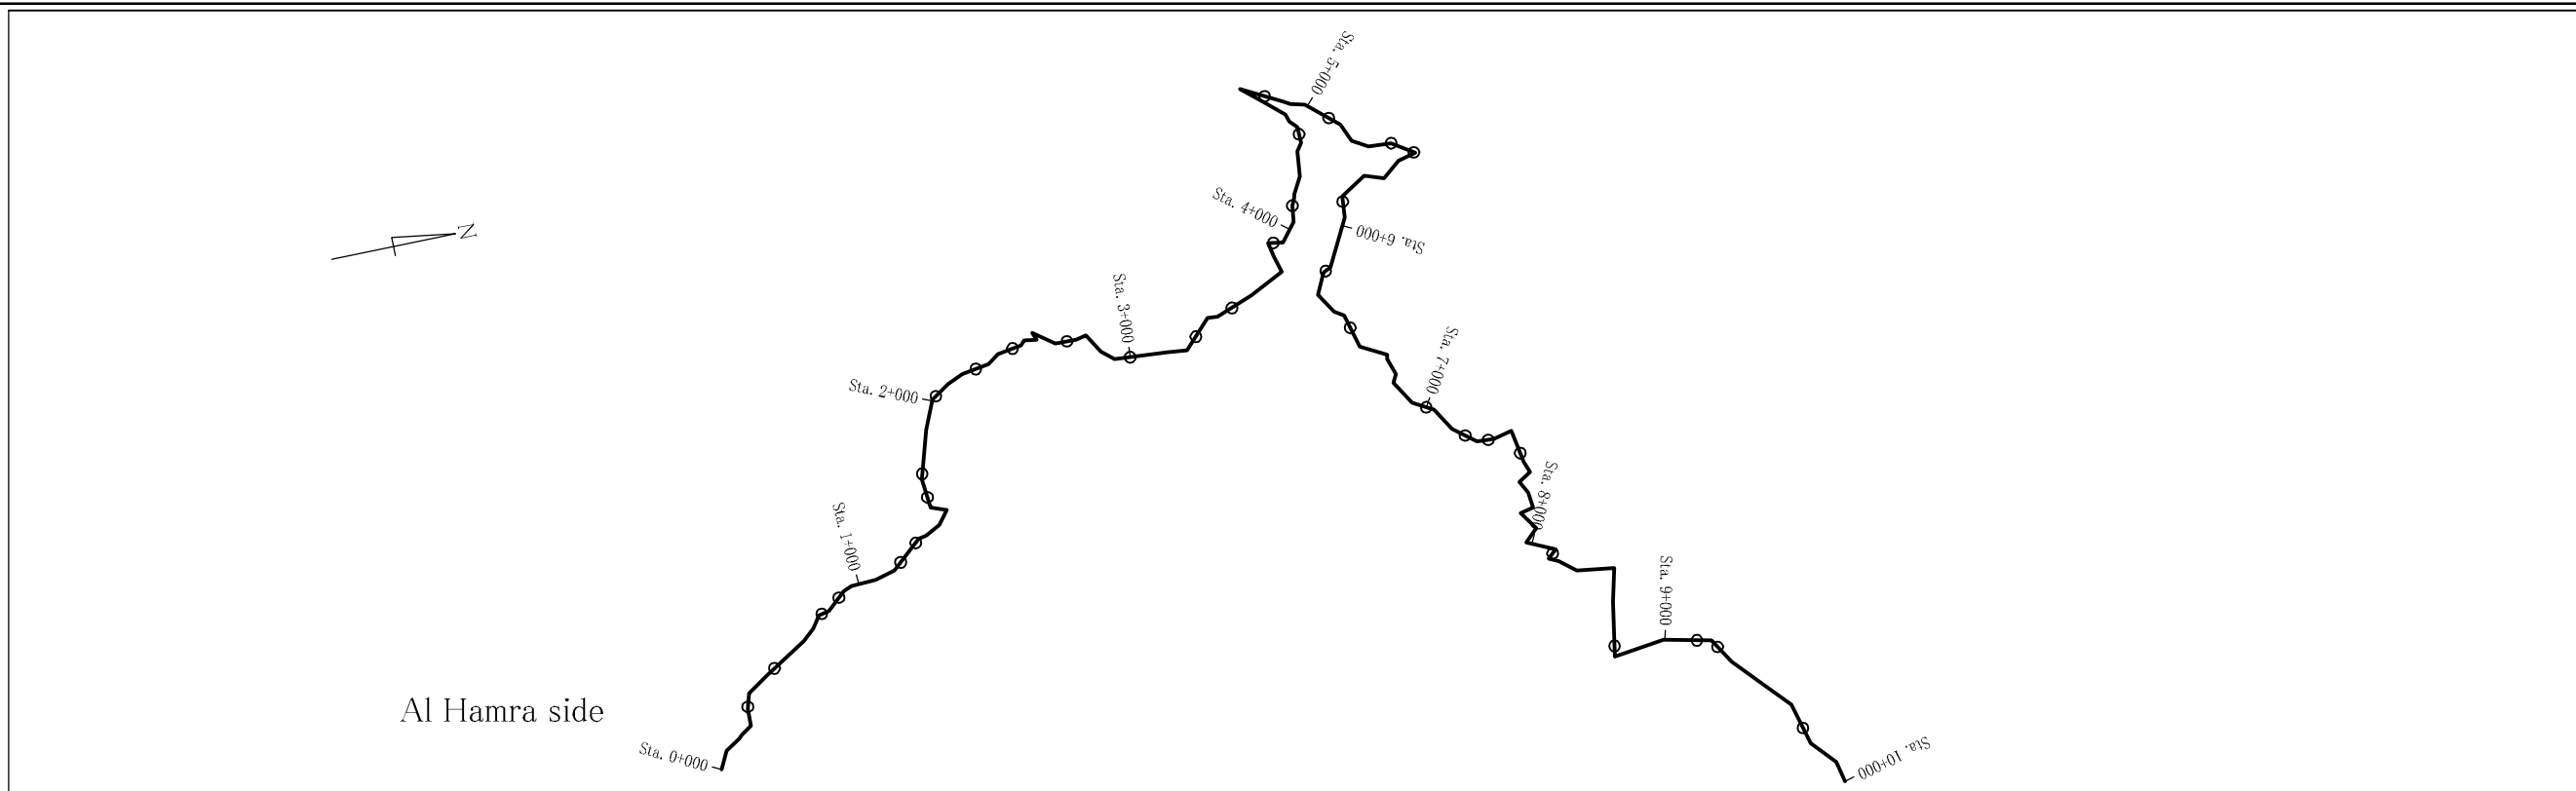 Sta. 5+000
Sta. 4+000
N
Sta. 6+000
Sta. 3+000
Sta. 7+000
Sta. 2+000
Sta. 8+000
Sta. 1+000
Sta. 9+000
Al Hamra side
Sta. 0+000
Sta. 10+000